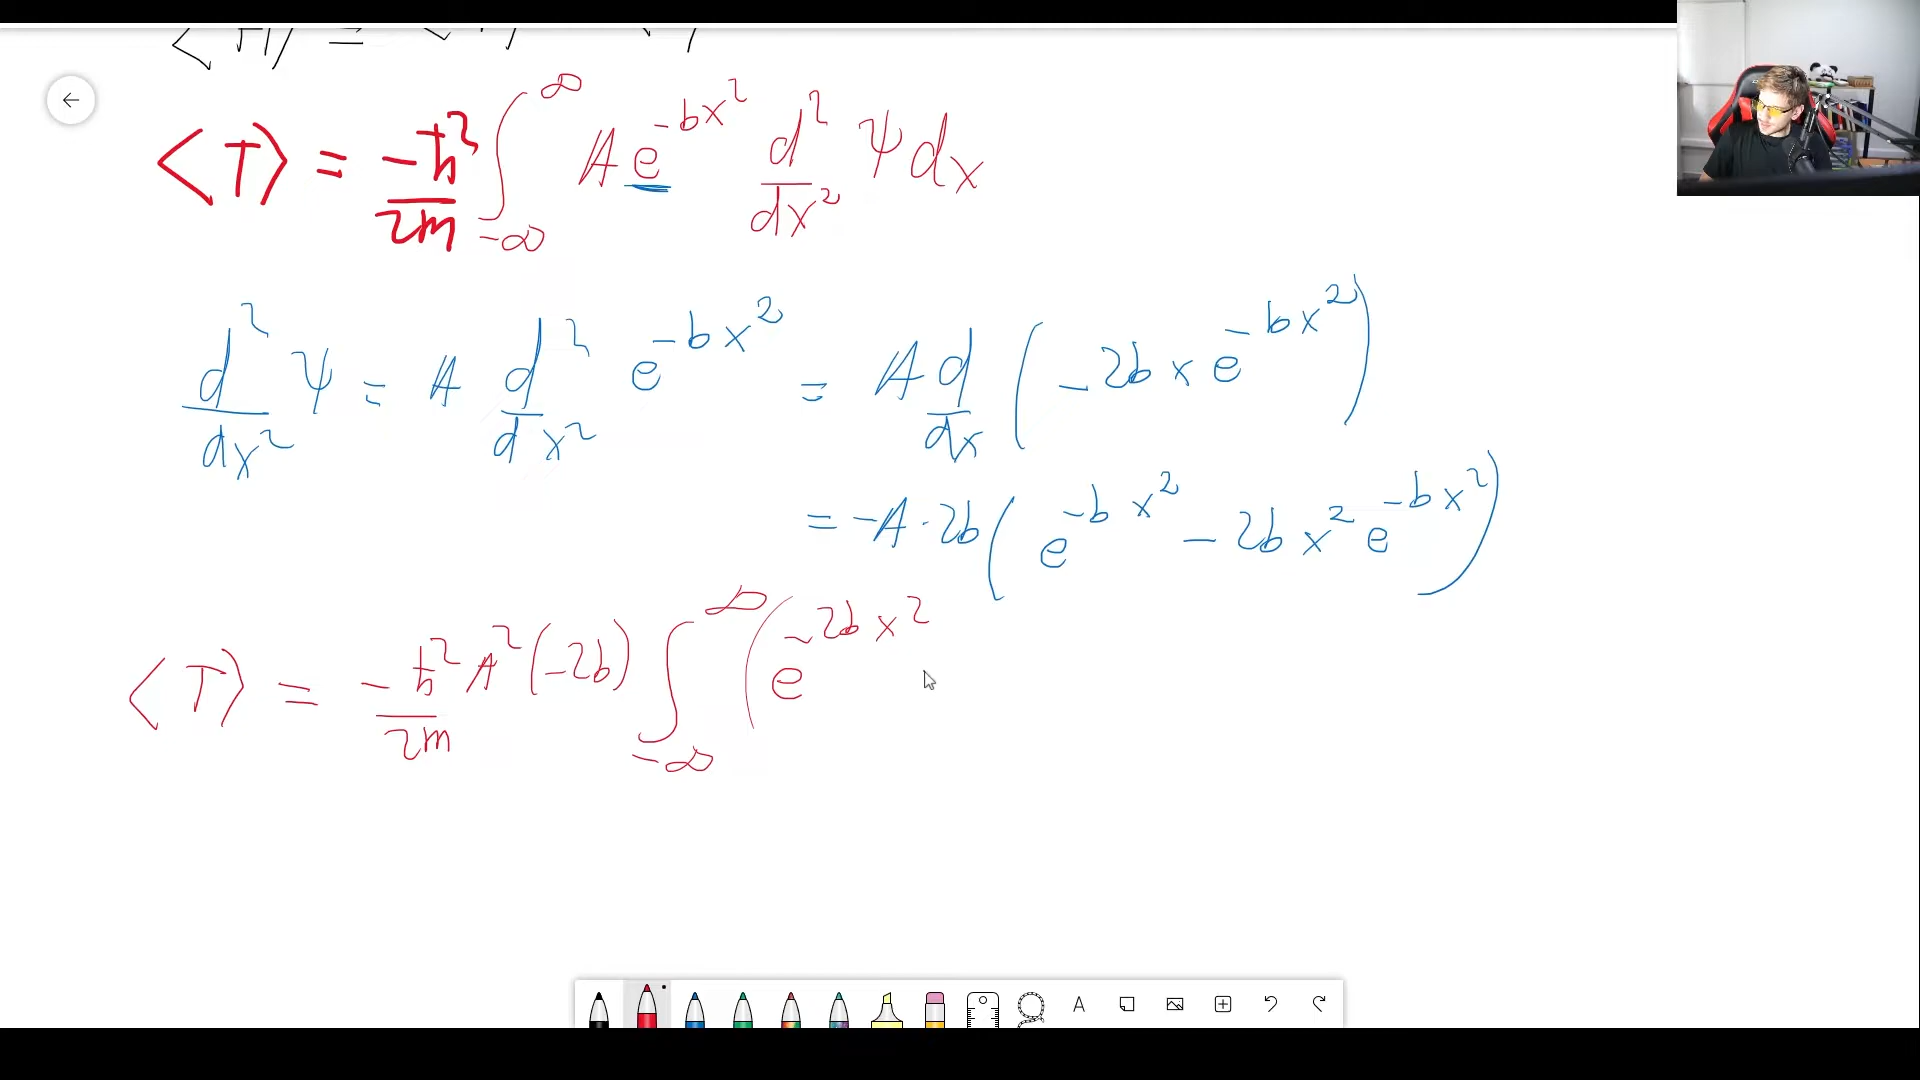 <T> = -ħ²/2m ∫_{-∞}^{∞} A e^{-bx²} d²/dx² ψ dx
d²/dx² ψ = A d²/dx² e^{-bx²} = A d/dx (-2bx e^{-bx²})
= -A · 2b (e^{-bx²} - 2bx² e^{-bx²})
<T> = -ħ²/2m A² (-2b) ∫_{-∞}^{∞} (e^{-2bx²}
A